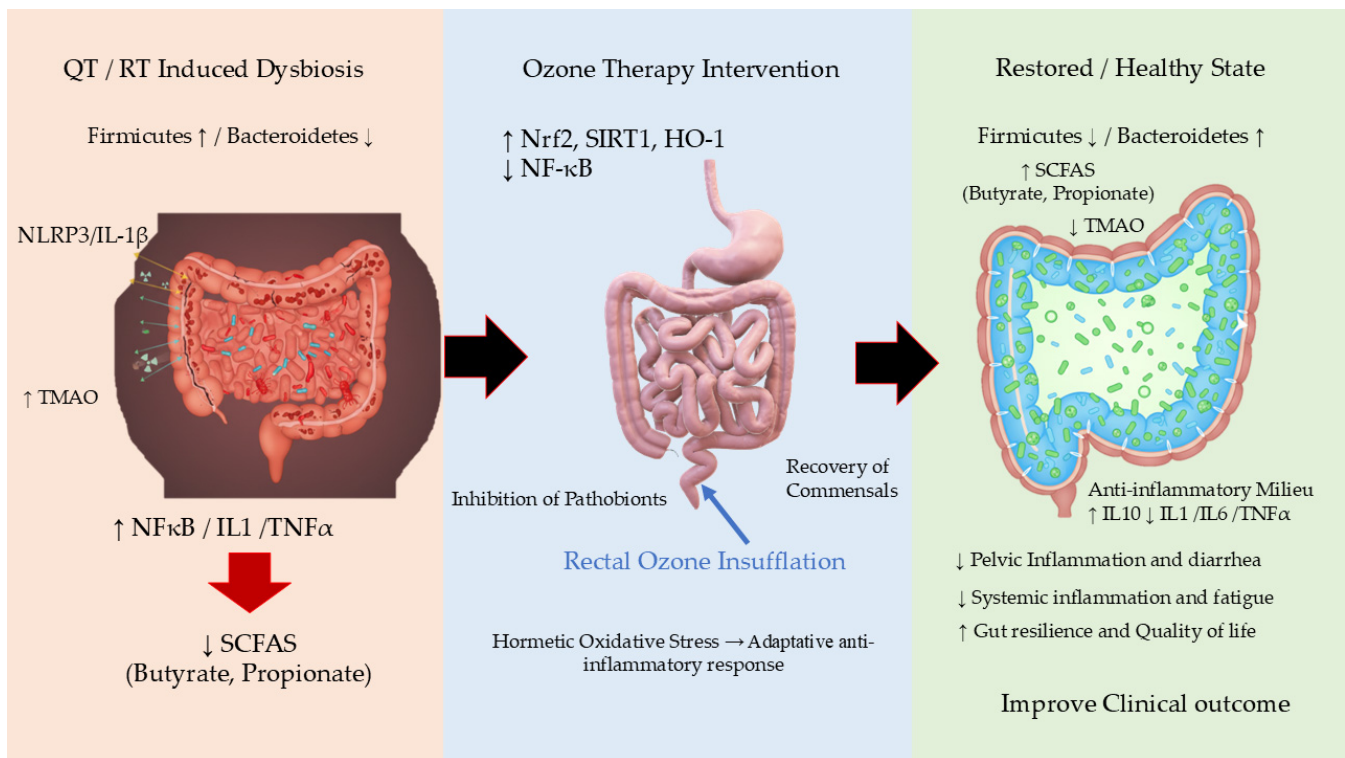 QT / RT Induced Dysbiosis
Firmicutes ↑ / Bacteroidetes ↓
NLRP3/IL-1β
↑ TMAO
↑ NFκB / IL1 /TNFα
↓ SCFAS
(Butyrate, Propionate)
Ozone Therapy Intervention
↑ Nrf2, SIRT1, HO-1
↓ NF-κB
Inhibition of Pathobionts
Recovery of
Commensals
Rectal Ozone Insufflation
Hormetic Oxidative Stress → Adaptative anti-
inflammatory response
Restored / Healthy State
Firmicutes ↓ / Bacteroidetes ↑
↑ SCFAS
(Butyrate, Propionate)
↓ TMAO
Anti-inflammatory Milieu
↑ IL10 ↓ IL1 /IL6 /TNFα
↓ Pelvic Inflammation and diarrhea
↓ Systemic inflammation and fatigue
↑ Gut resilience and Quality of life
Improve Clinical outcome